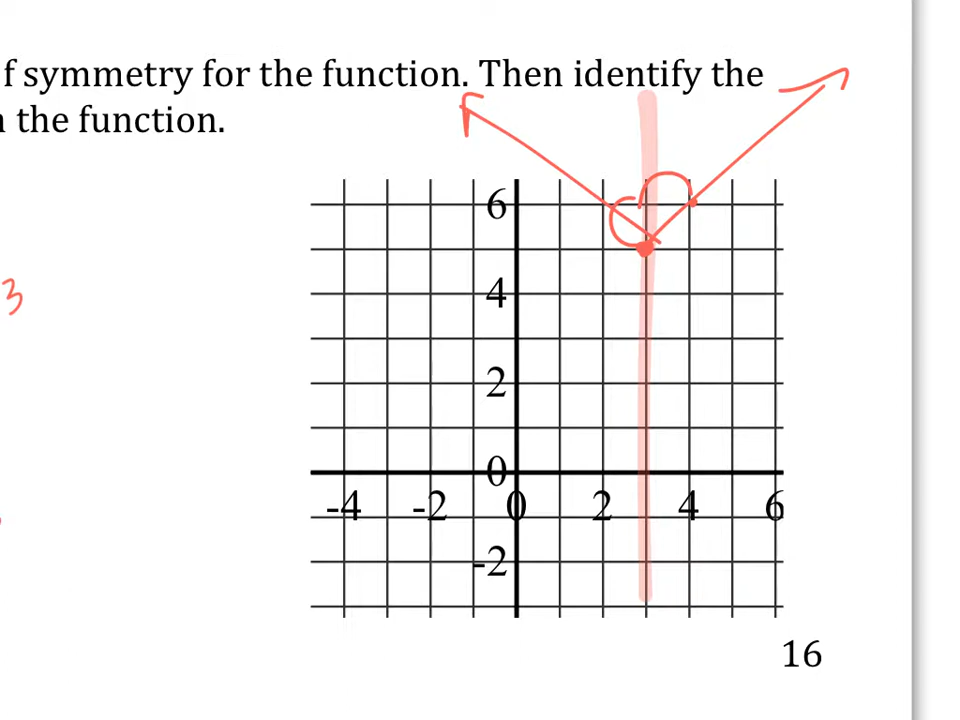 f symmetry for the function. Then identify the
the function.
6
3
4
2
0
-4 -2 0 2 4 6
-2
16